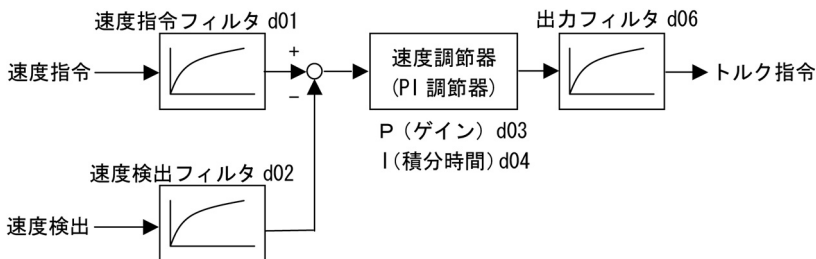 速度指令フィルタ d01
出力フィルタ d06
速度指令
+
−
速度調節器
(PI 調節器)
トルク指令
P（ゲイン）d03
I(積分時間)d04
速度検出フィルタ d02
速度検出